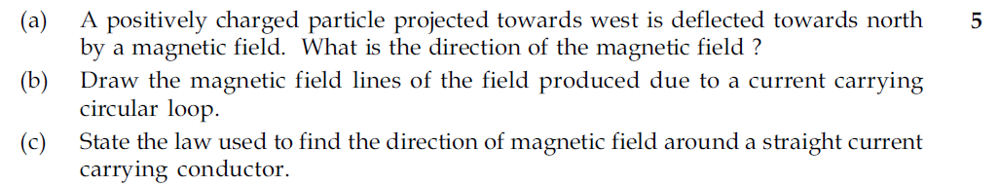 (a) A positively charged particle projected towards west is deflected towards north 5
by a magnetic field. What is the direction of the magnetic field ?
(b) Draw the magnetic field lines of the field produced due to a current carrying
circular loop.
(c) State the law used to find the direction of magnetic field around a straight current
carrying conductor.